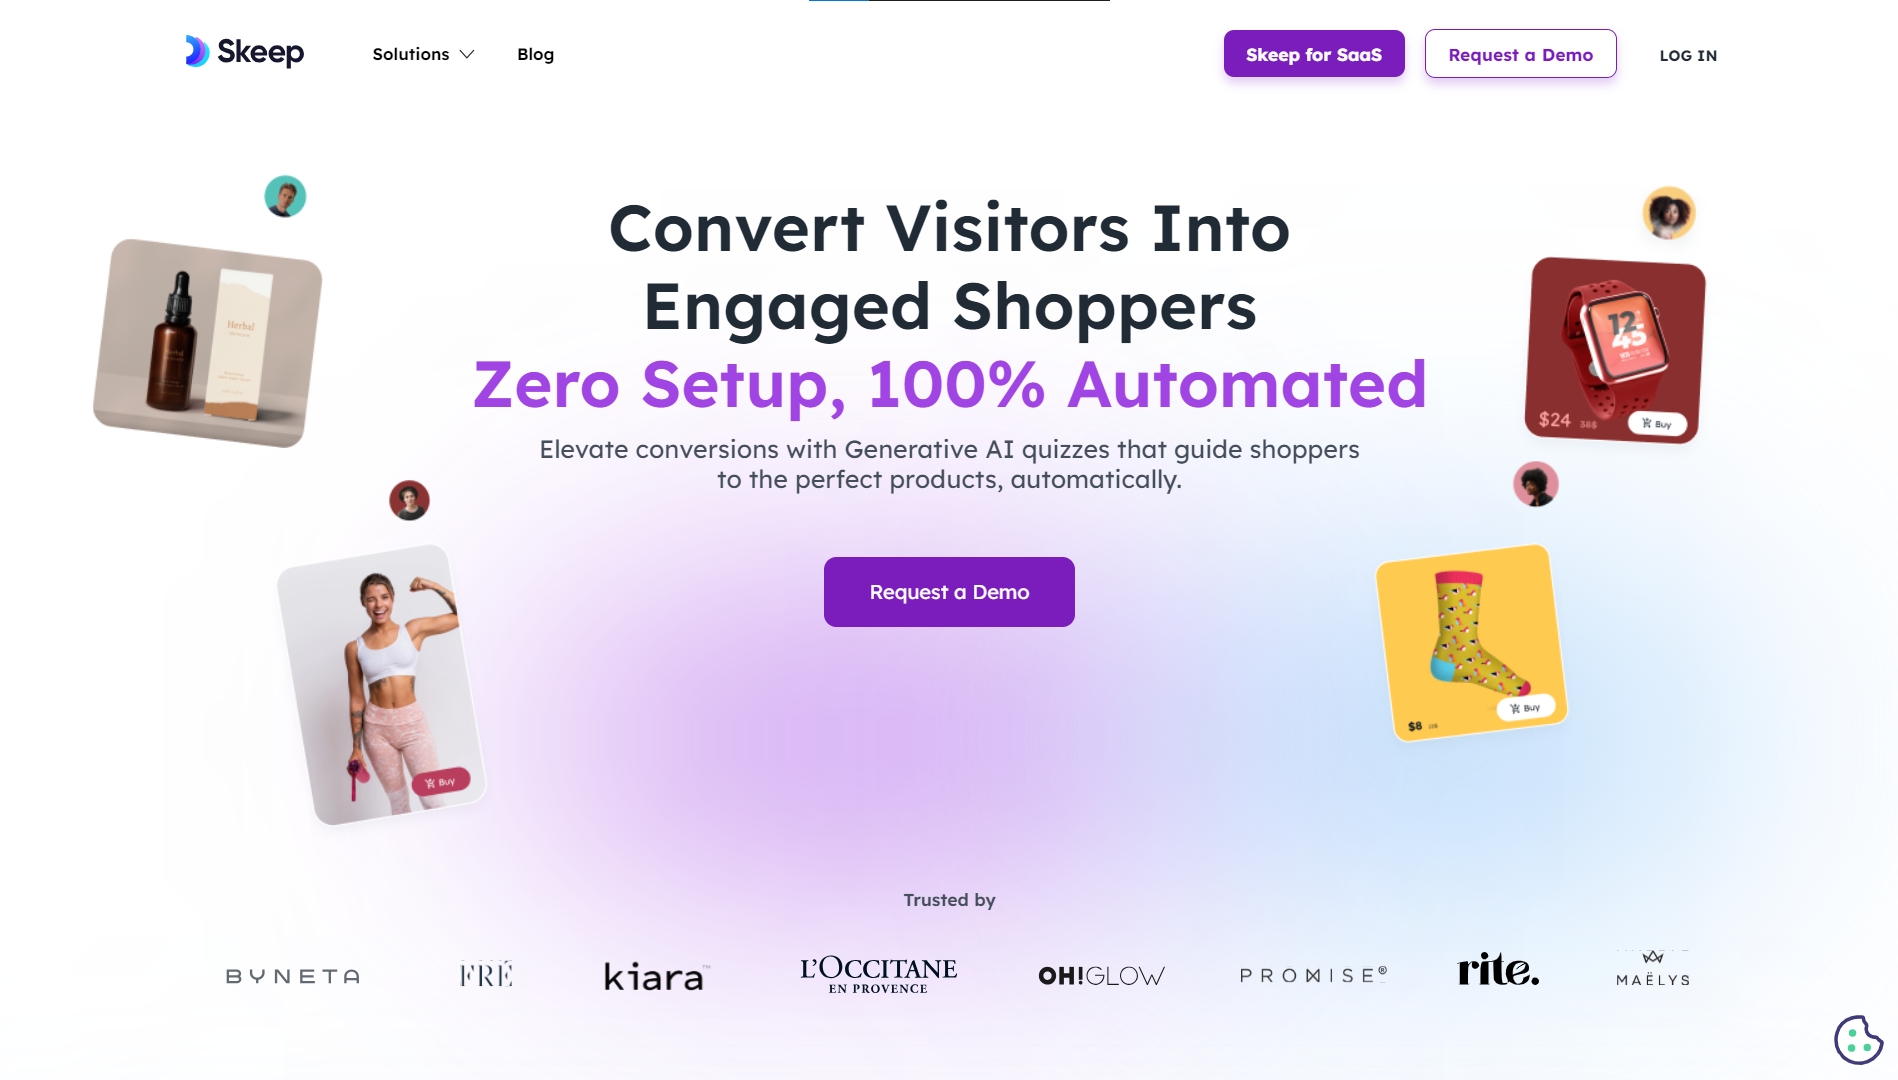 Skeep
Solutions
Blog
Skeep for SaaS
Request a Demo
LOG IN
Convert Visitors Into
Engaged Shoppers
Zero Setup, 100% Automated
Elevate conversions with Generative AI quizzes that guide shoppers
to the perfect products, automatically.
Request a Demo
Herbal
12
45
$24
Buy
Buy
$8
Buy
Trusted by
BYNETA
FRÉ
kiara™
L'OCCITANE
EN PROVENCE
OH!GLOW
PROMISE®
rite.
MAËLYS